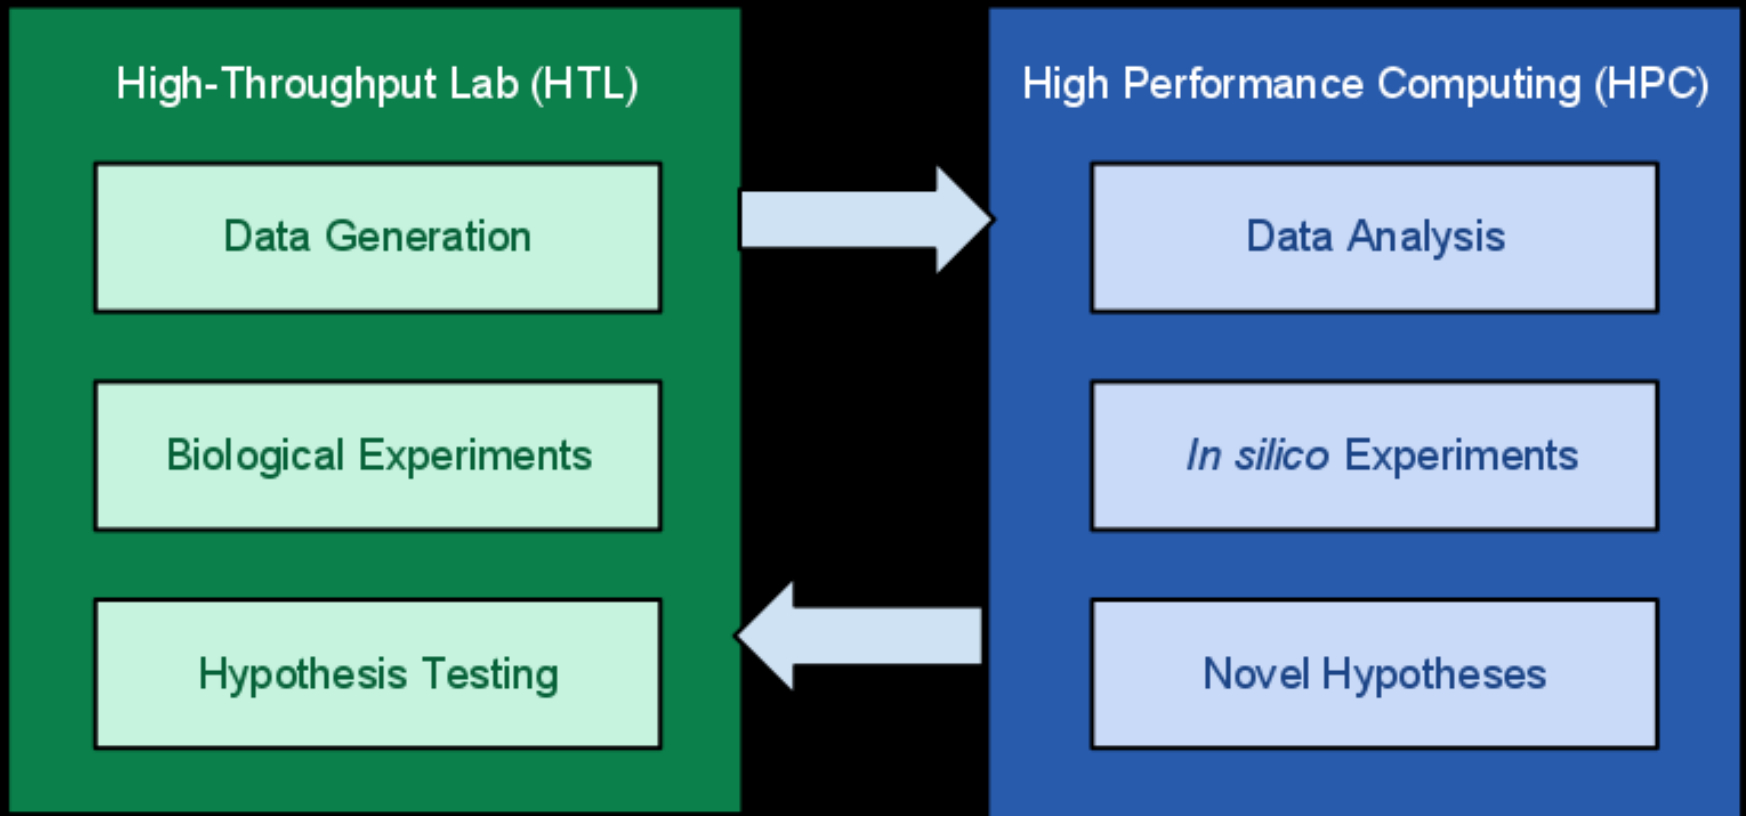 High-Throughput Lab (HTL)
Data Generation
Biological Experiments
Hypothesis Testing
High Performance Computing (HPC)
Data Analysis
In silico Experiments
Novel Hypotheses